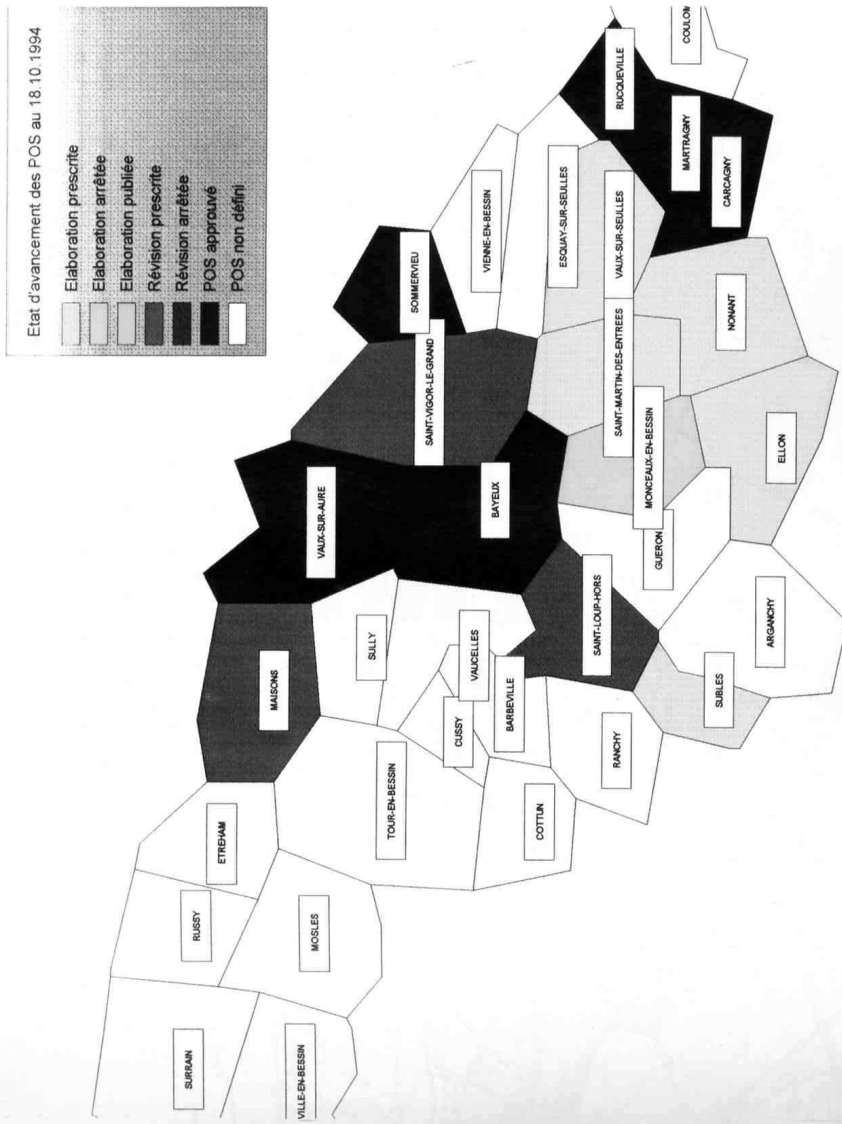 Etat d'avancement des POS au 18.10.1994
Elaboration prescrite
Elaboration arrêtée
Elaboration publiée
Révision prescrite
Révision arrêtée
POS approuvé
POS non défini
SURRAIN
VILLE-EN-BESSIN
RUSSY
MOSLES
ETREHAM
TOUR-EN-BESSIN
COTTUN
MAISONS
SULLY
CUSSY
VAUCELLES
BARBEVILLE
RANCHY
SUBLES
VAUX-SUR-AURE
BAYEUX
SAINT-LOUP-HORS
GUERON
ARGANCHY
SAINT-VIGOR-LE-GRAND
SOMMERVIEU
MONCEAUX-EN-BESSIN
SAINT-MARTIN-DES-ENTREES
ELLON
NONANT
VIENNE-EN-BESSIN
ESQUAY-SUR-SEULLES
VAUX-SUR-SEULLES
RUCQUEVILLE
MARTRAGNY
CARCAGNY
COULOM